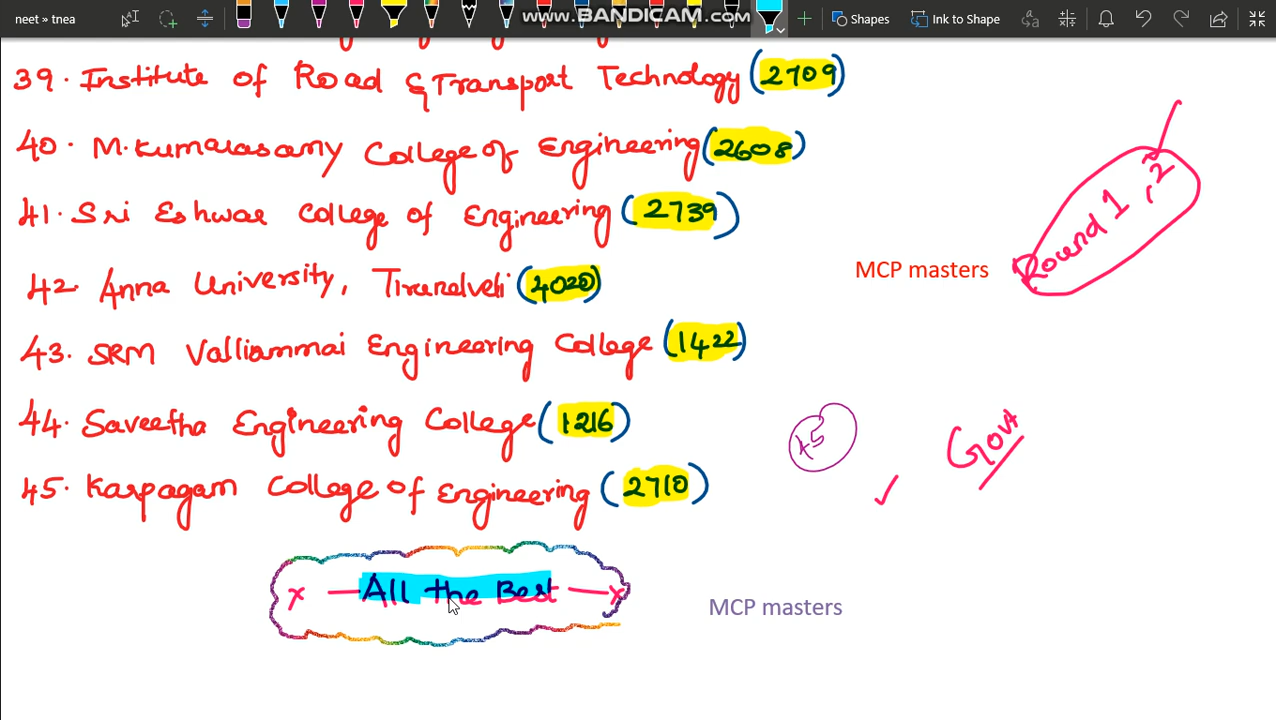 neet » tnea
www.BANDICAM.com
Shapes
Ink to Shape
39. Institute of Road & Transport Technology (2709)
40. M.Kumarasamy College of Engineering (2608)
41. Sri Eshwar College of Engineering (2739)
42. Anna University, Tirunelveli (4020)
43. SRM Valliammai Engineering College (1422)
44. Saveetha Engineering College (1216)
45. Karpagam College of Engineering (2710)
x — All the Best — x
Round 1, 2
MCP masters
45
Govt
MCP masters